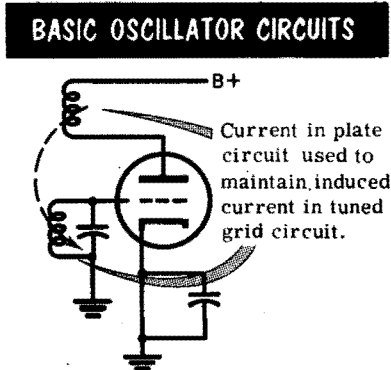 BASIC OSCILLATOR CIRCUITS
B+
Current in plate
circuit used to
maintain induced
current in tuned
grid circuit.